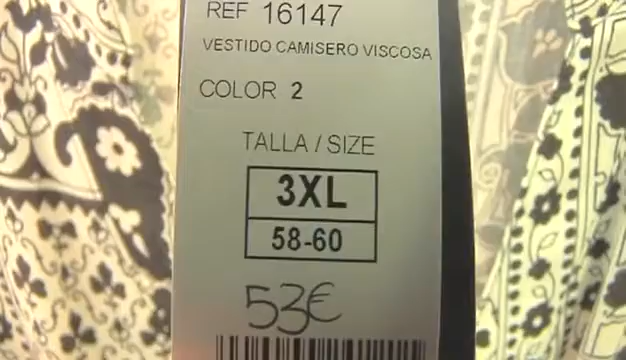 REF 16147
VESTIDO CAMISERO VISCOSA
COLOR 2
TALLA / SIZE
3XL
58-60
53€